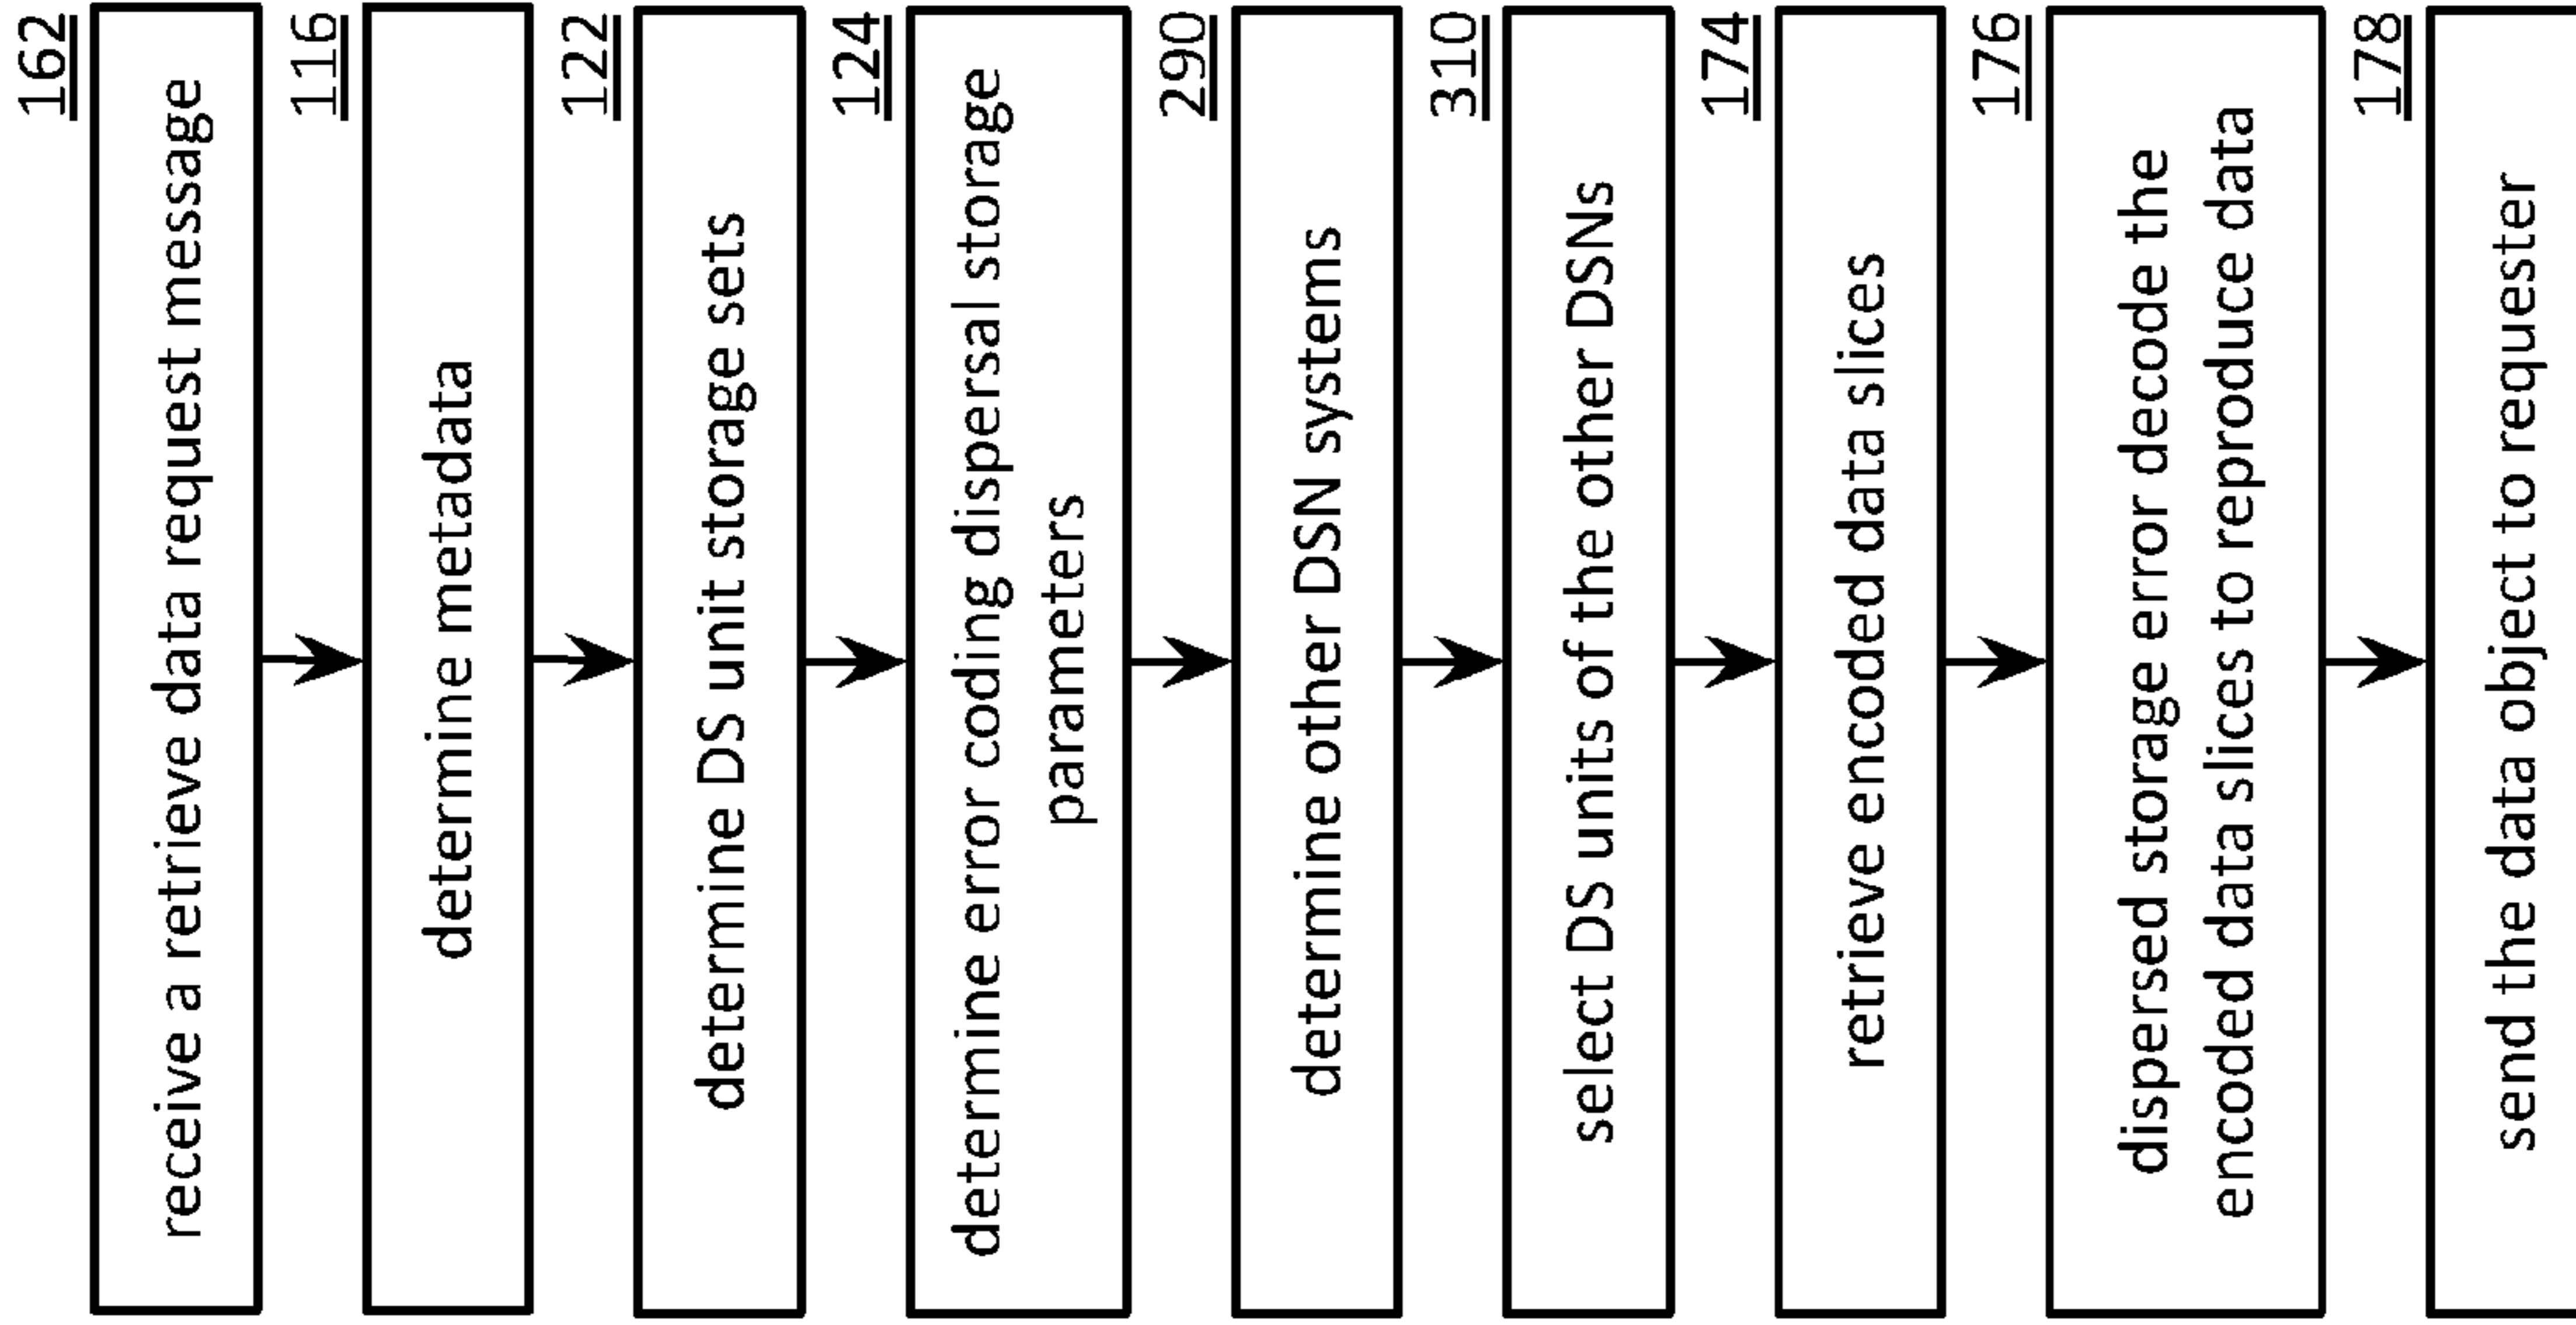 162
receive a retrieve data request message
116
determine metadata
122
determine DS unit storage sets
124
determine error coding dispersal storage
parameters
290
determine other DSN systems
310
select DS units of the other DSNs
174
retrieve encoded data slices
176
dispersed storage error decode the
encoded data slices to reproduce data
178
send the data object to requester